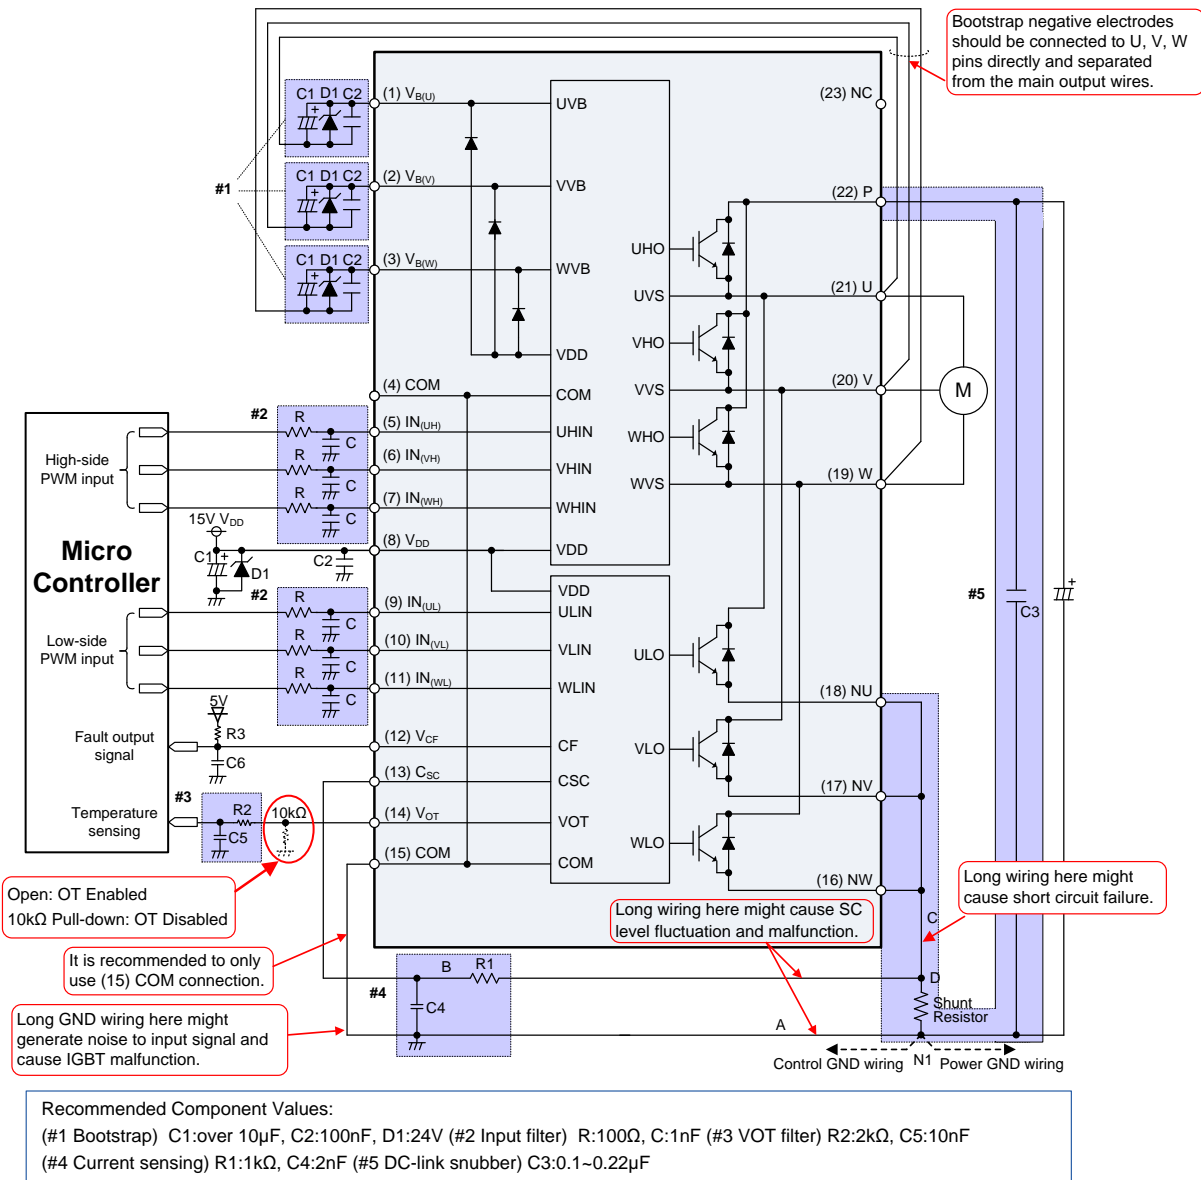 Bootstrap negative electrodes
should be connected to U, V, W
pins directly and separated
from the main output wires.
C1 D1 C2
+
(1) VB(U)
UVB
(23) NC
#1
C1 D1 C2
+
(2) VB(V)
VVB
(22) P
C1 D1 C2
+
(3) VB(W)
WVB
UHO
UVS
(21) U
VDD
VHO
(4) COM
COM
VVS
(20) V
M
#2
R
C
(5) IN(UH)
UHIN
WHO
High-side
PWM input
R
C
(6) IN(VH)
VHIN
WVS
(19) W
R
C
(7) IN(WH)
WHIN
15V VDD
Micro
Controller
C1
+
D1
C2
(8) VDD
VDD
#5
C3
+
#2
VDD
R
C
(9) IN(UL)
ULIN
Low-side
PWM input
R
C
(10) IN(VL)
VLIN
ULO
R
C
(11) IN(WL)
WLIN
(18) NU
5V
R3
Fault output
signal
C6
(12) VCF
CF
VLO
(13) CSC
CSC
(17) NV
Temperature
sensing
#3
R2
C5
10kΩ
(14) VOT
VOT
WLO
(15) COM
COM
(16) NW
Open: OT Enabled
10kΩ Pull-down: OT Disabled
Long wiring here might
cause short circuit failure.
Long wiring here might cause SC
level fluctuation and malfunction.
C
It is recommended to only
use (15) COM connection.
#4
B
R1
C4
D
Shunt
Resistor
Long GND wiring here might
generate noise to input signal and
cause IGBT malfunction.
A
Control GND wiring N1 Power GND wiring
Recommended Component Values:
(#1 Bootstrap) C1:over 10µF, C2:100nF, D1:24V (#2 Input filter) R:100Ω, C:1nF (#3 VOT filter) R2:2kΩ, C5:10nF
(#4 Current sensing) R1:1kΩ, C4:2nF (#5 DC-link snubber) C3:0.1~0.22µF